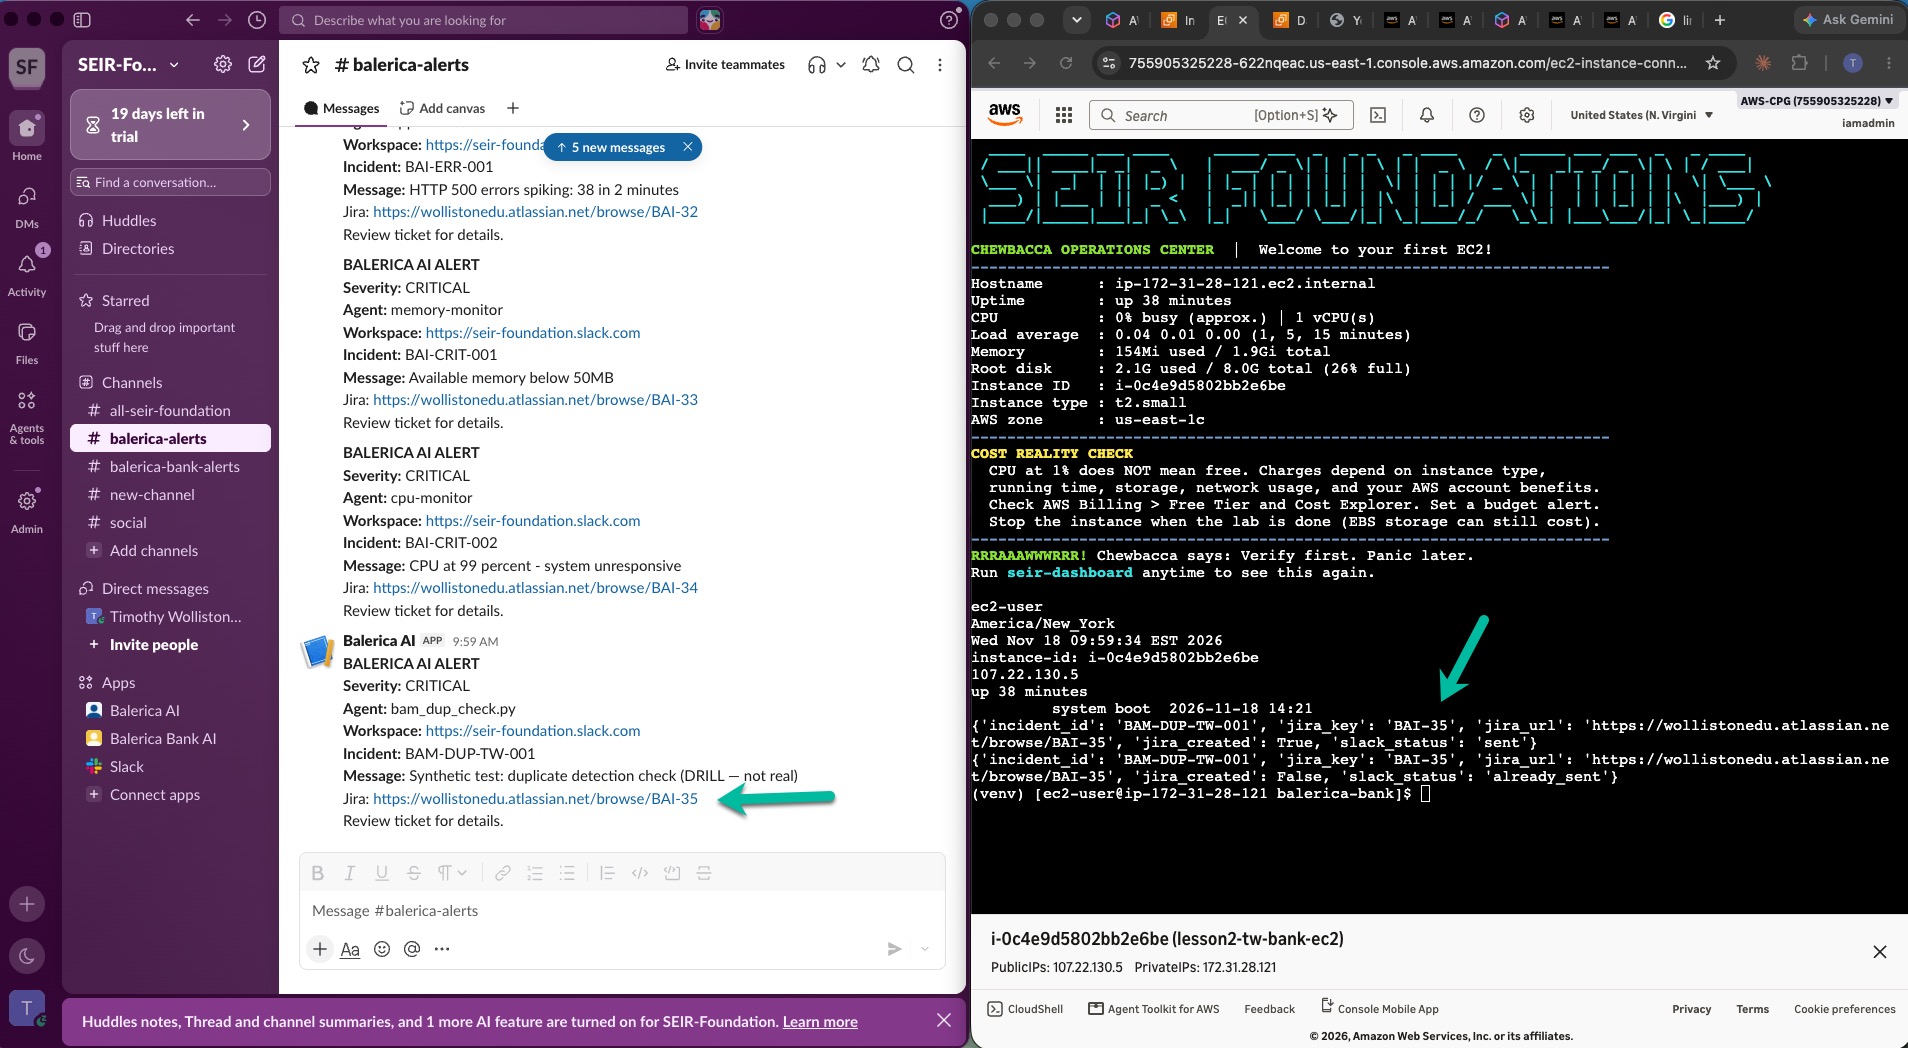 Describe what you are looking for
SF
Home
DMs
1
Activity
Files
Agents
& tools
Admin
T
SEIR-Fo...
19 days left in
trial
Find a conversation...
Huddles
Directories
Starred
Drag and drop important
stuff here
Channels
# all-seir-foundation
# balerica-alerts
# balerica-bank-alerts
# new-channel
# social
+ Add channels
Direct messages
T Timothy Wolliston...
+ Invite people
Apps
Balerica AI
Balerica Bank AI
Slack
+ Connect apps
# balerica-alerts
Invite teammates
Messages
Add canvas
↑ 5 new messages
Workspace: https://seir-founda
Incident: BAI-ERR-001
Message: HTTP 500 errors spiking: 38 in 2 minutes
Jira: https://wollistonedu.atlassian.net/browse/BAI-32
Review ticket for details.
BALERICA AI ALERT
Severity: CRITICAL
Agent: memory-monitor
Workspace: https://seir-foundation.slack.com
Incident: BAI-CRIT-001
Message: Available memory below 50MB
Jira: https://wollistonedu.atlassian.net/browse/BAI-33
Review ticket for details.
BALERICA AI ALERT
Severity: CRITICAL
Agent: cpu-monitor
Workspace: https://seir-foundation.slack.com
Incident: BAI-CRIT-002
Message: CPU at 99 percent - system unresponsive
Jira: https://wollistonedu.atlassian.net/browse/BAI-34
Review ticket for details.
Balerica AI APP 9:59 AM
BALERICA AI ALERT
Severity: CRITICAL
Agent: bam_dup_check.py
Workspace: https://seir-foundation.slack.com
Incident: BAM-DUP-TW-001
Message: Synthetic test: duplicate detection check (DRILL — not real)
Jira: https://wollistonedu.atlassian.net/browse/BAI-35
Review ticket for details.
Message #balerica-alerts
Huddles notes, Thread and channel summaries, and 1 more AI feature are turned on for SEIR-Foundation. Learn more
Ask Gemini
755905325228-622nqeac.us-east-1.console.aws.amazon.com/ec2-instance-conn...
T
aws
Search
[Option+S]
United States (N. Virgini
AWS-CPG (755905325228)
iamadmin
SEIR FOUNDATIONS
CHEWBACCA OPERATIONS CENTER | Welcome to your first EC2!
Hostname : ip-172-31-28-121.ec2.internal
Uptime : up 38 minutes
CPU : 0% busy (approx.) | 1 vCPU(s)
Load average : 0.04 0.01 0.00 (1, 5, 15 minutes)
Memory : 154Mi used / 1.9Gi total
Root disk : 2.1G used / 8.0G total (26% full)
Instance ID : i-0c4e9d5802bb2e6be
Instance type : t2.small
AWS zone : us-east-1c
COST REALITY CHECK
CPU at 1% does NOT mean free. Charges depend on instance type,
running time, storage, network usage, and your AWS account benefits.
Check AWS Billing > Free Tier and Cost Explorer. Set a budget alert.
Stop the instance when the lab is done (EBS storage can still cost).
RRRAAAWWWRRR! Chewbacca says: Verify first. Panic later.
Run seir-dashboard anytime to see this again.
ec2-user
America/New_York
Wed Nov 18 09:59:34 EST 2026
instance-id: i-0c4e9d5802bb2e6be
107.22.130.5
up 38 minutes
system boot 2026-11-18 14:21
{'incident_id': 'BAM-DUP-TW-001', 'jira_key': 'BAI-35', 'jira_url': 'https://wollistonedu.atlassian.ne
t/browse/BAI-35', 'jira_created': True, 'slack_status': 'sent'}
{'incident_id': 'BAM-DUP-TW-001', 'jira_key': 'BAI-35', 'jira_url': 'https://wollistonedu.atlassian.ne
t/browse/BAI-35', 'jira_created': False, 'slack_status': 'already_sent'}
(venv) [ec2-user@ip-172-31-28-121 balerica-bank]$
i-0c4e9d5802bb2e6be (lesson2-tw-bank-ec2)
PublicIPs: 107.22.130.5 PrivateIPs: 172.31.28.121
CloudShell
Agent Toolkit for AWS
Feedback
Console Mobile App
Privacy
Terms
Cookie preferences
© 2026, Amazon Web Services, Inc. or its affiliates.